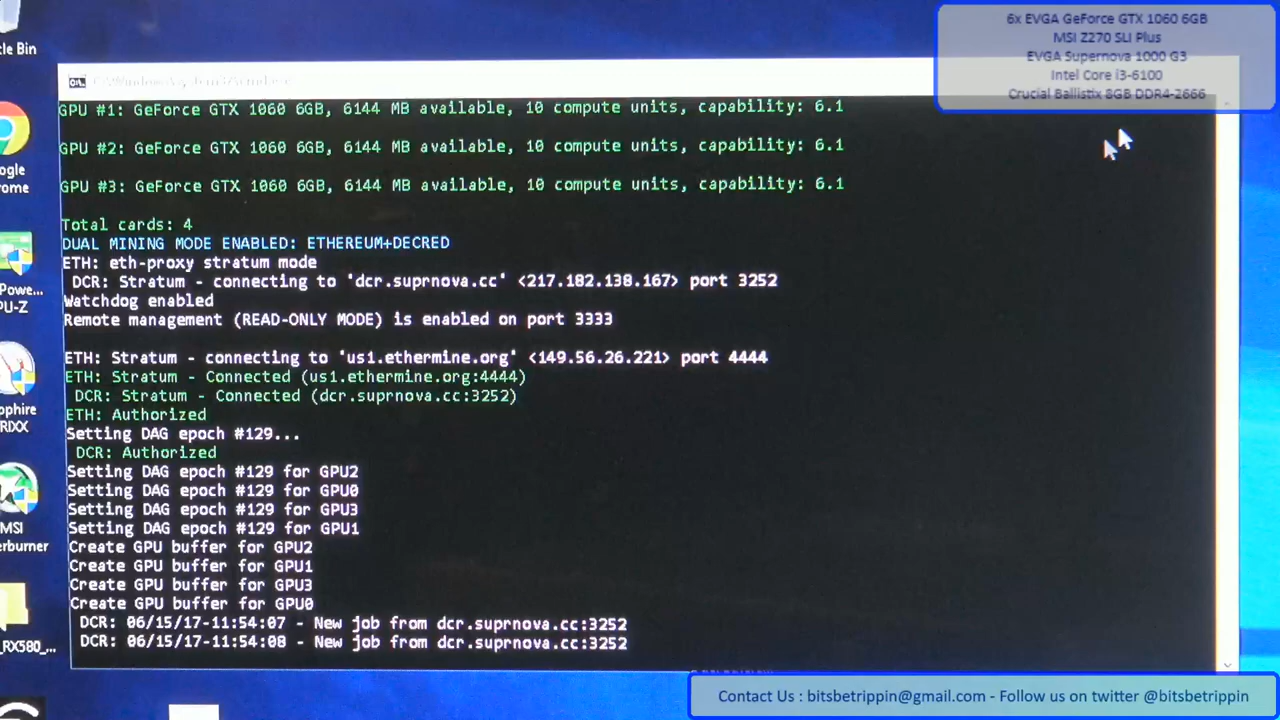 6x EVGA GeForce GTX 1060 6GB
MSI Z270 SLI Plus
EVGA Supernova 1000 G3
Intel Core i3-6100
Crucial Ballistix 8GB DDR4-2666
cle Bin
ogle
rome
Powe...
PU-Z
pphire
RIXX
MSI
erburner
_RX580_...
GPU #1: GeForce GTX 1060 6GB, 6144 MB available, 10 compute units, capability: 6.1
GPU #2: GeForce GTX 1060 6GB, 6144 MB available, 10 compute units, capability: 6.1
GPU #3: GeForce GTX 1060 6GB, 6144 MB available, 10 compute units, capability: 6.1
Total cards: 4
DUAL MINING MODE ENABLED: ETHEREUM+DECRED
ETH: eth-proxy stratum mode
DCR: Stratum - connecting to 'dcr.suprnova.cc' <217.182.138.167> port 3252
Watchdog enabled
Remote management (READ-ONLY MODE) is enabled on port 3333
ETH: Stratum - connecting to 'us1.ethermine.org' <149.56.26.221> port 4444
ETH: Stratum - Connected (us1.ethermine.org:4444)
DCR: Stratum - Connected (dcr.suprnova.cc:3252)
ETH: Authorized
Setting DAG epoch #129...
DCR: Authorized
Setting DAG epoch #129 for GPU2
Setting DAG epoch #129 for GPU0
Setting DAG epoch #129 for GPU3
Setting DAG epoch #129 for GPU1
Create GPU buffer for GPU2
Create GPU buffer for GPU1
Create GPU buffer for GPU3
Create GPU buffer for GPU0
DCR: 06/15/17-11:54:07 - New job from dcr.suprnova.cc:3252
DCR: 06/15/17-11:54:08 - New job from dcr.suprnova.cc:3252
Contact Us : bitsbetrippin@gmail.com - Follow us on twitter @bitsbetrippin